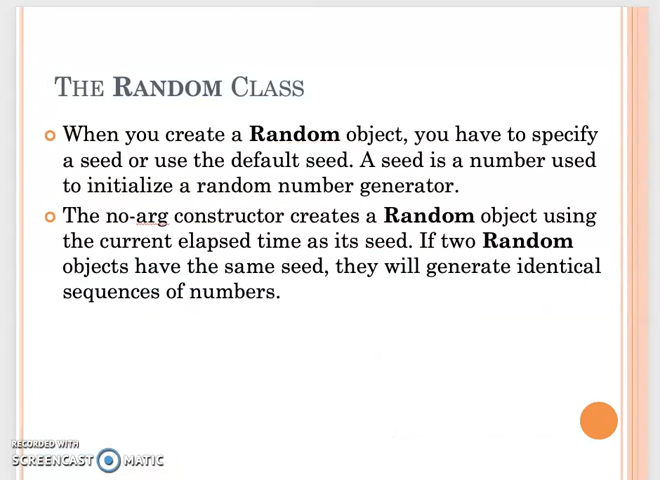 THE RANDOM CLASS
When you create a Random object, you have to specify
a seed or use the default seed. A seed is a number used
to initialize a random number generator.
The no-arg constructor creates a Random object using
the current elapsed time as its seed. If two Random
objects have the same seed, they will generate identical
sequences of numbers.
RECORDED WITH
SCREENCAST MATIC